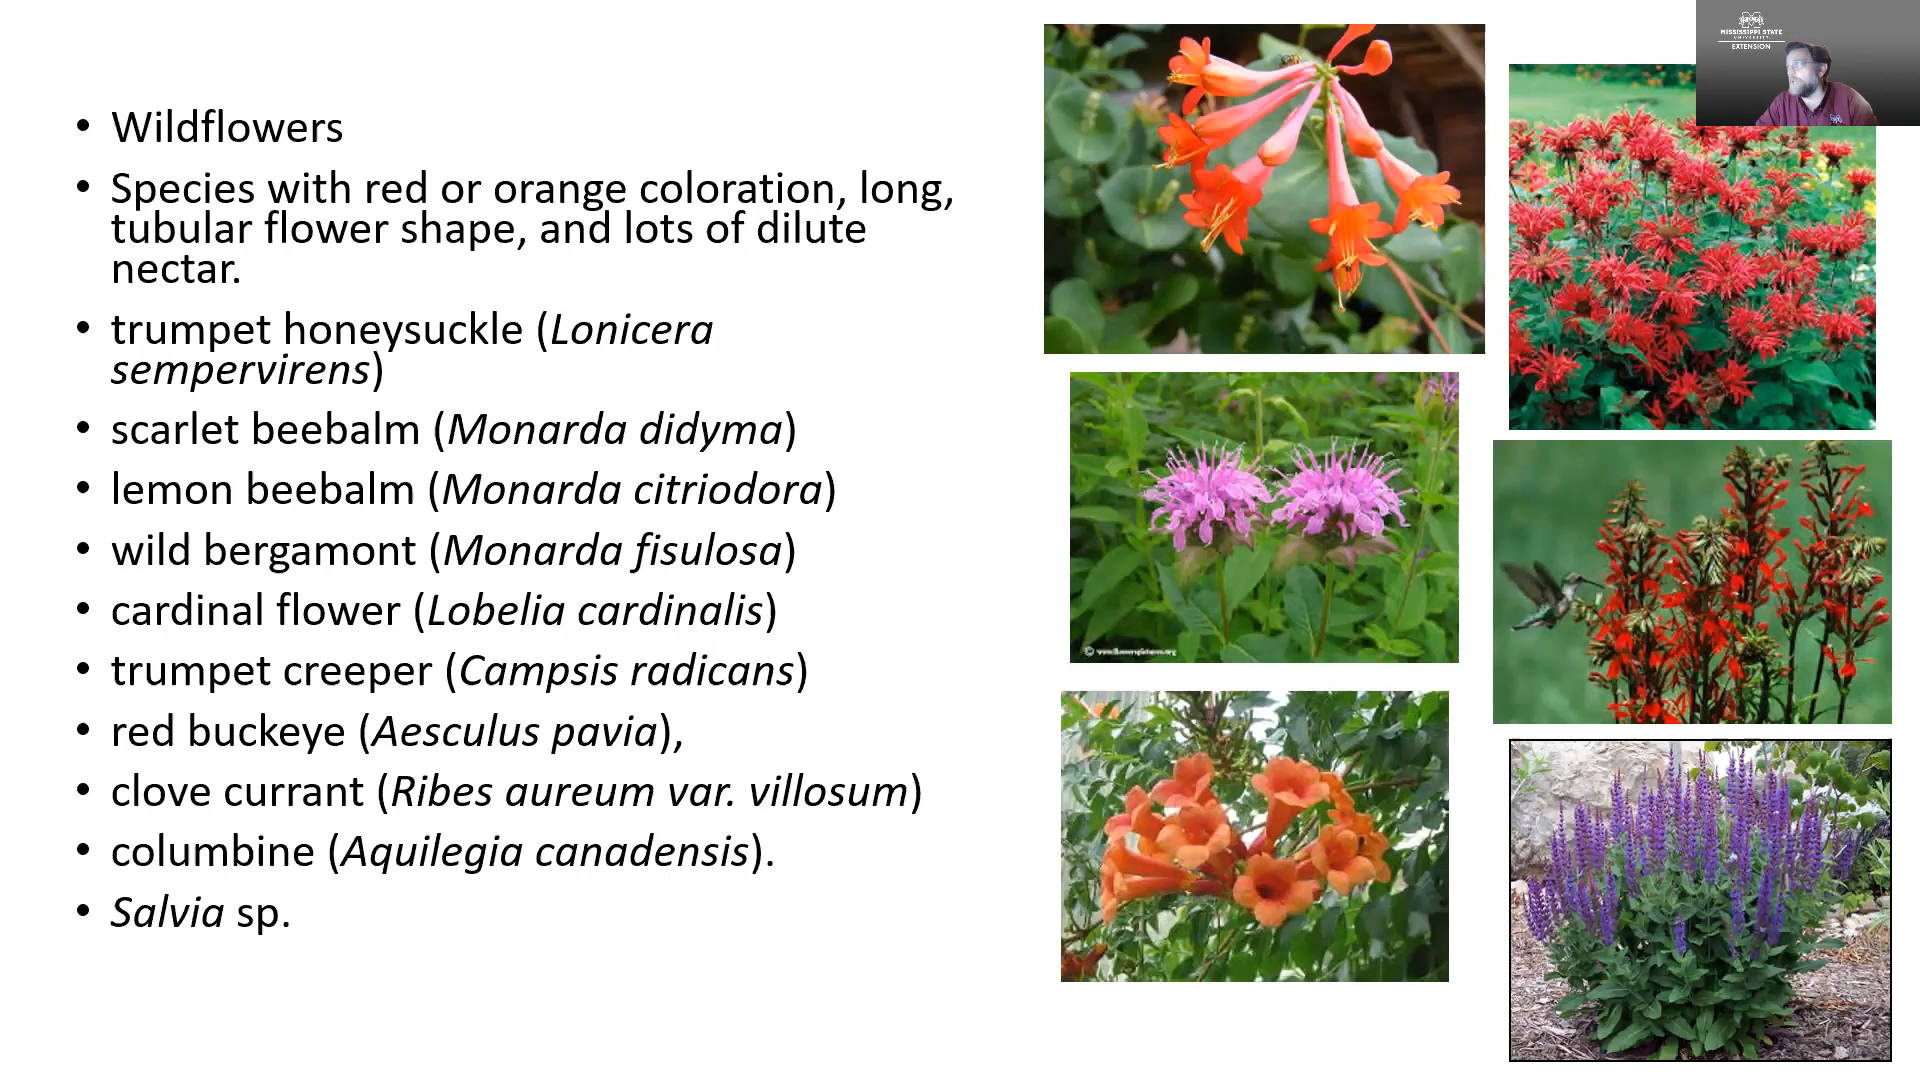 • Wildflowers
• Species with red or orange coloration, long,
tubular flower shape, and lots of dilute
nectar.
• trumpet honeysuckle (Lonicera
sempervirens)
• scarlet beebalm (Monarda didyma)
• lemon beebalm (Monarda citriodora)
• wild bergamont (Monarda fisulosa)
• cardinal flower (Lobelia cardinalis)
• trumpet creeper (Campsis radicans)
• red buckeye (Aesculus pavia),
• clove currant (Ribes aureum var. villosum)
• columbine (Aquilegia canadensis).
• Salvia sp.
MISSISSIPPI STATE
UNIVERSITY
EXTENSION